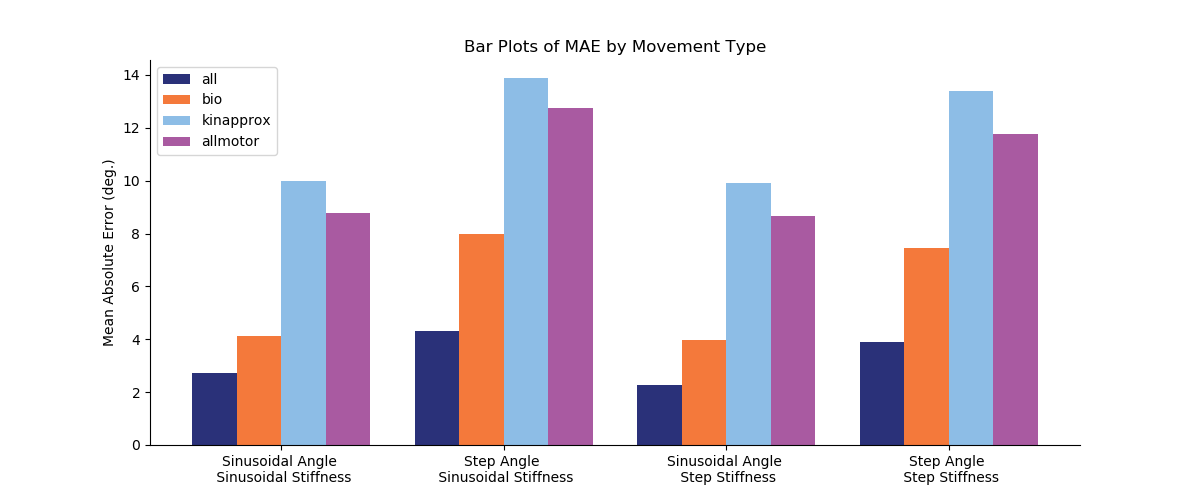 Bar Plots of MAE by Movement Type
all
bio
kinapprox
allmotor
Mean Absolute Error (deg.)
14
12
10
8
6
4
2
0
Sinusoidal Angle
Sinusoidal Stiffness
Step Angle
Sinusoidal Stiffness
Sinusoidal Angle
Step Stiffness
Step Angle
Step Stiffness